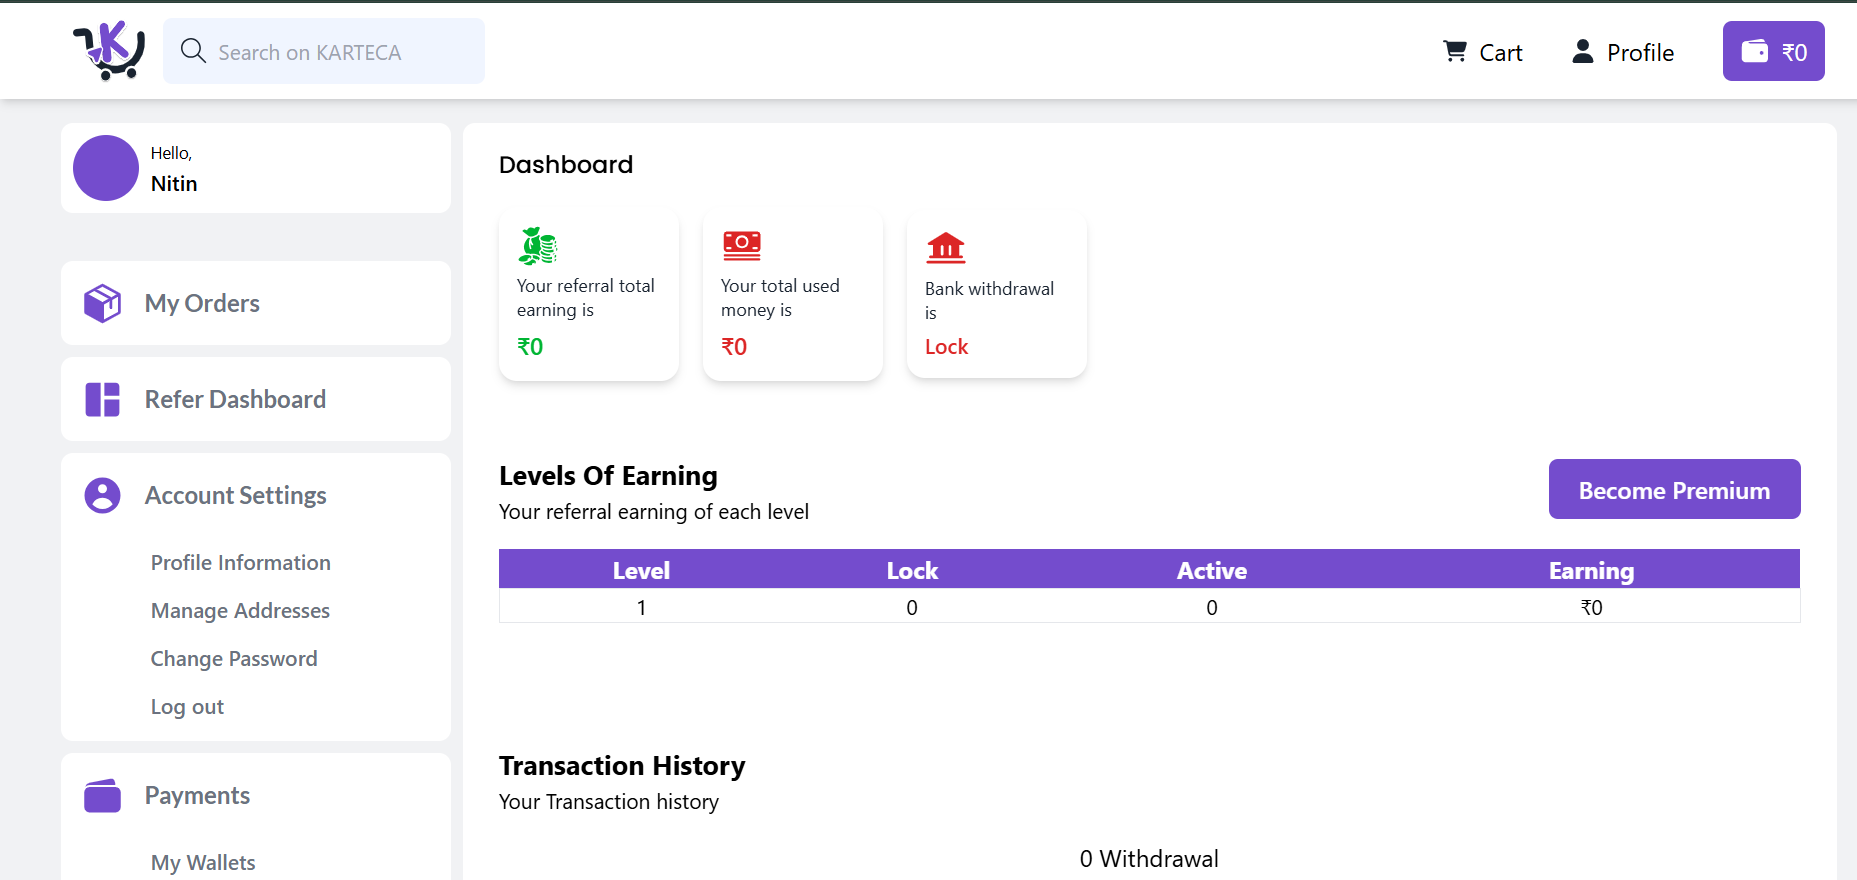 K
Search on KARTECA
Cart
Profile
₹0
Hello,
Nitin
My Orders
Refer Dashboard
Account Settings
Profile Information
Manage Addresses
Change Password
Log out
Payments
My Wallets
Dashboard
Your referral total
earning is
₹0
Your total used
money is
₹0
Bank withdrawal
is
Lock
Levels Of Earning
Your referral earning of each level
Become Premium
Level Lock Active Earning
1 0 0 ₹0
Transaction History
Your Transaction history
0 Withdrawal